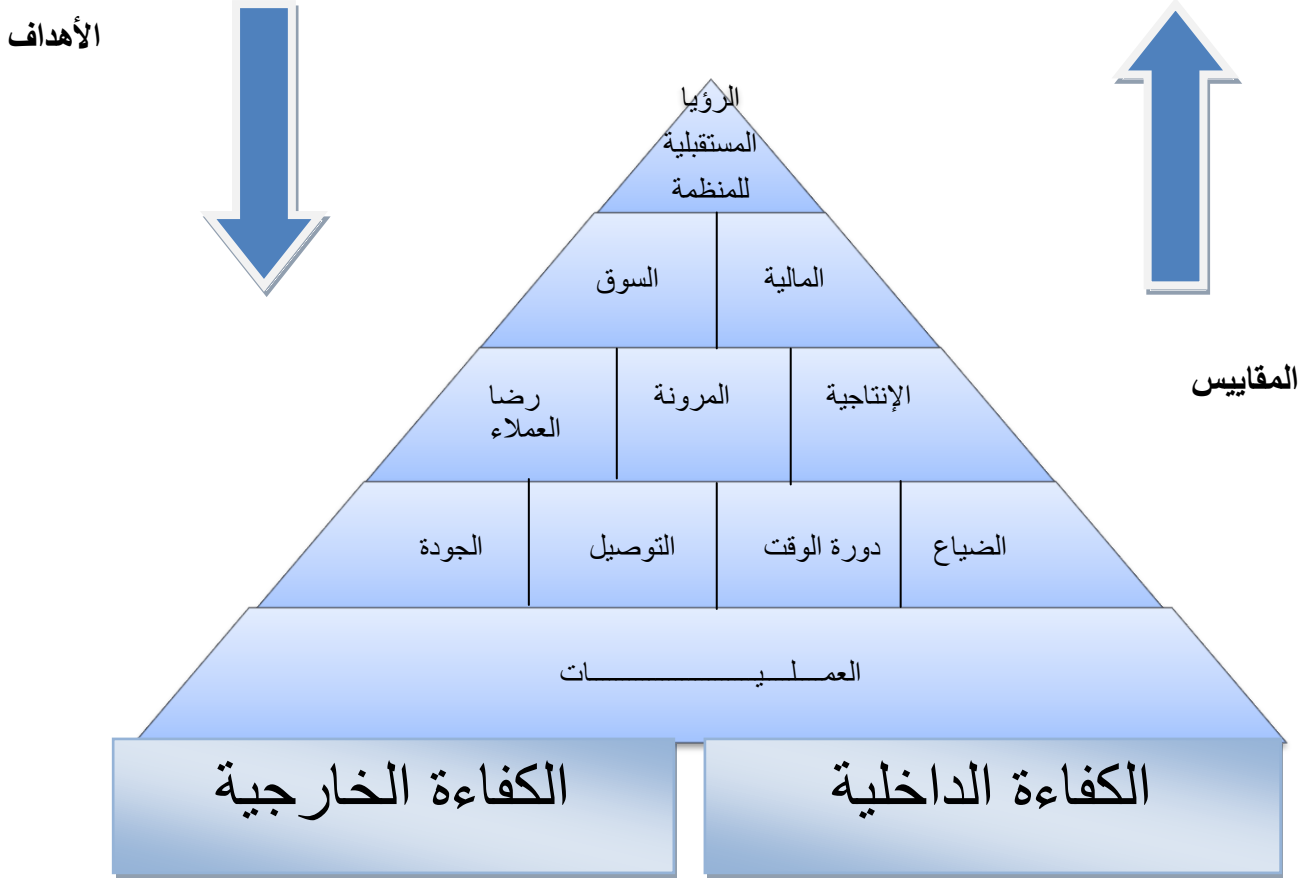 الأهداف
الرؤيا
المستقبلية
للمنظمة
المالية
السوق
المقاييس
الإنتاجية
المرونة
رضا
العملاء
الضياع
دورة الوقت
التوصيل
الجودة
العمـــلـــيـــــــــــــــــات
الكفاءة الداخلية
الكفاءة الخارجية